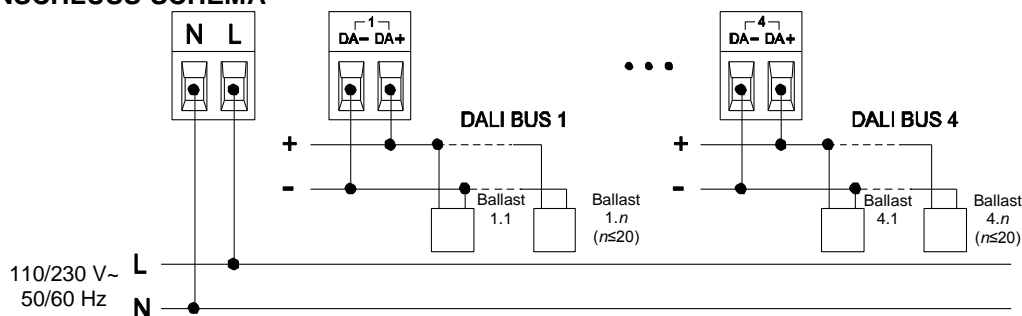 N L
1
DA- DA+
4
DA- DA+
DALI BUS 1
DALI BUS 4
+
-
Ballast
1.1
Ballast
1.n
(n≤20)
+
-
Ballast
4.1
Ballast
4.n
(n≤20)
110/230 V~
50/60 Hz
L
N